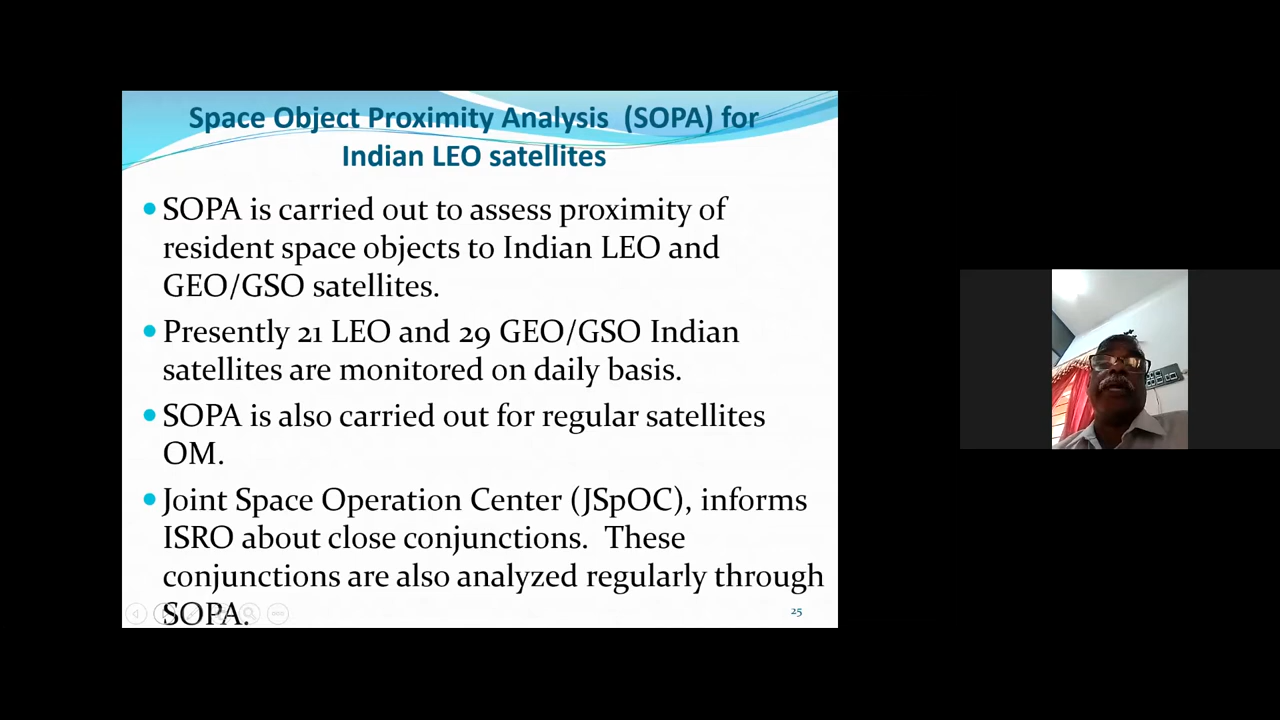 Space Object Proximity Analysis (SOPA) for
Indian LEO satellites
• SOPA is carried out to assess proximity of
resident space objects to Indian LEO and
GEO/GSO satellites.
• Presently 21 LEO and 29 GEO/GSO Indian
satellites are monitored on daily basis.
• SOPA is also carried out for regular satellites
OM.
• Joint Space Operation Center (JSpOC), informs
ISRO about close conjunctions.  These
conjunctions are also analyzed regularly through
SOPA.
25